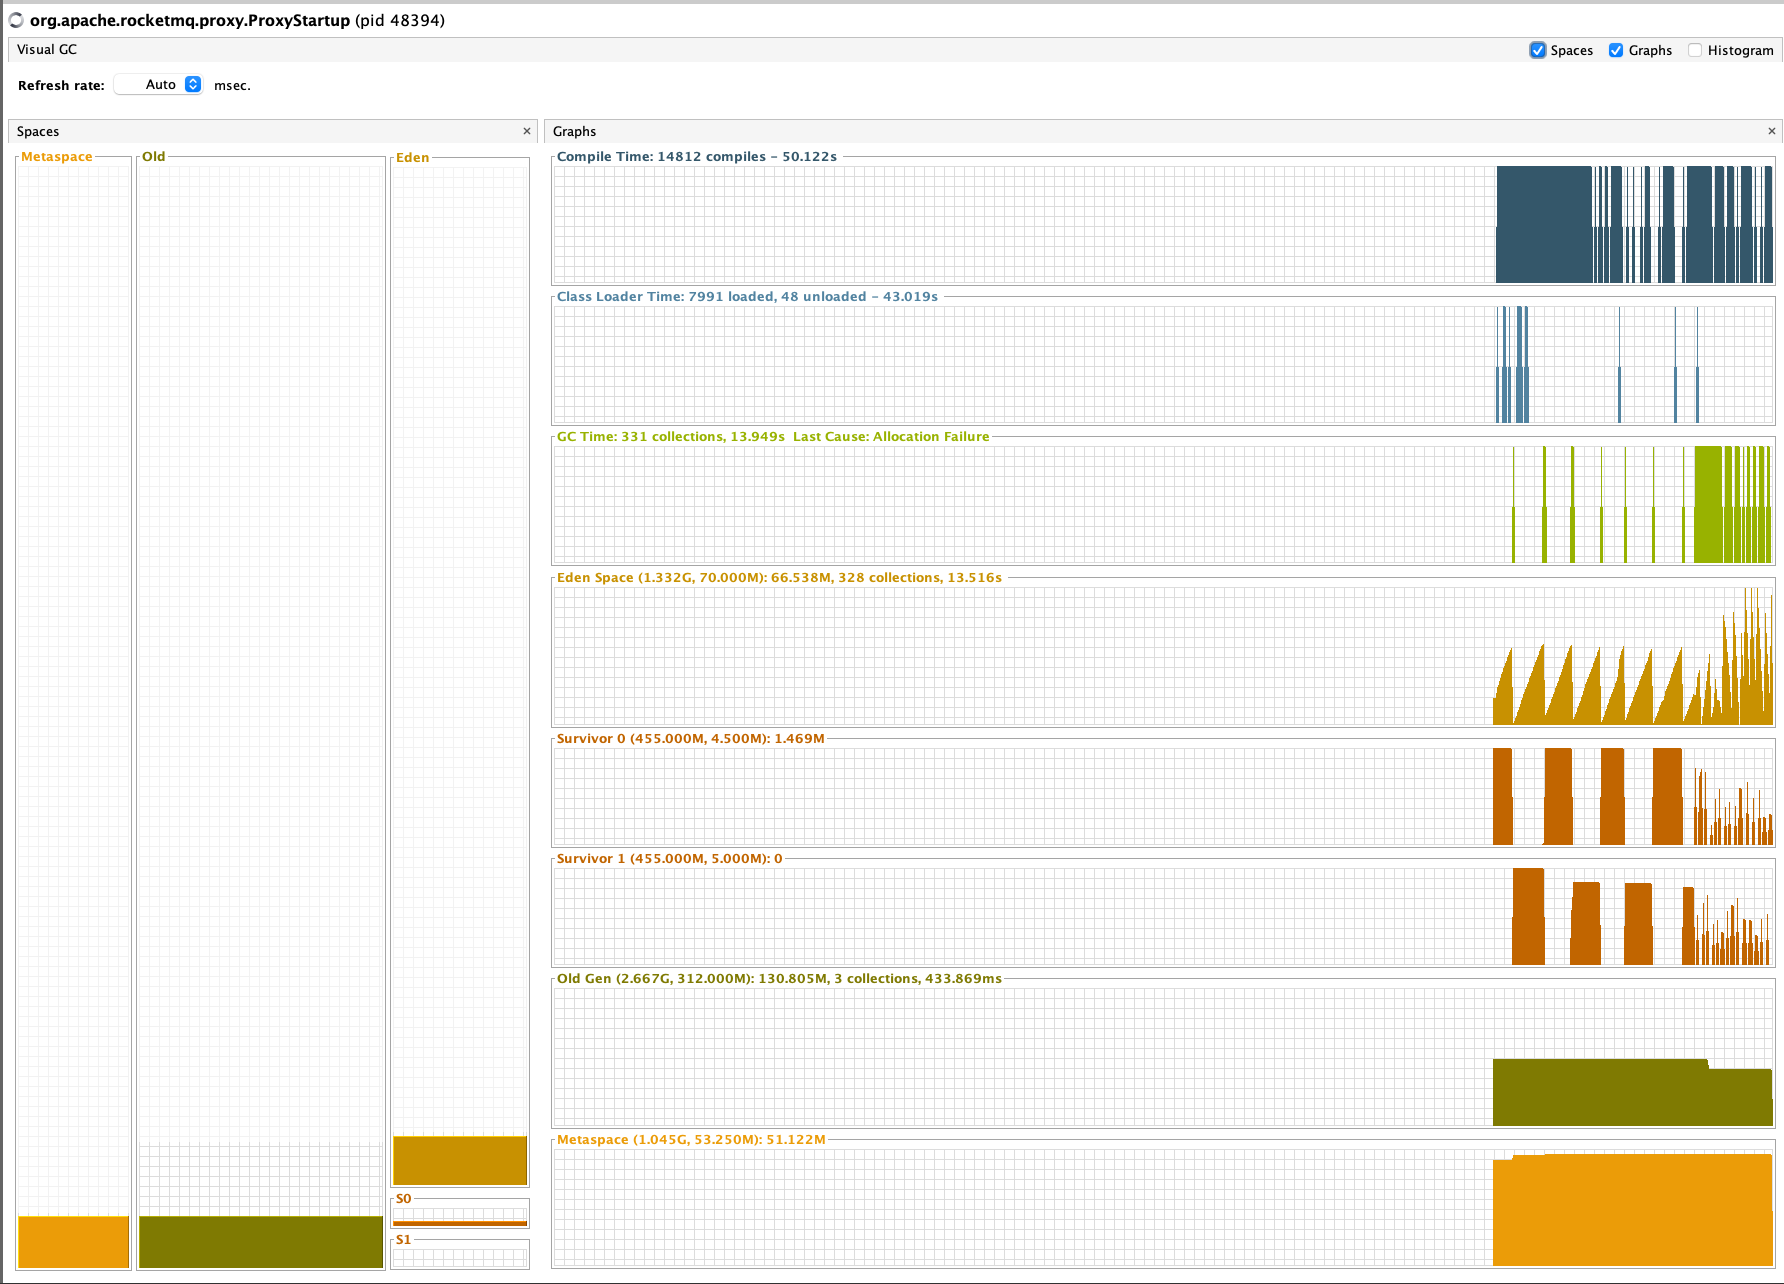 org.apache.rocketmq.proxy.ProxyStartup (pid 48394)
Visual GC
Spaces Graphs Histogram
Refresh rate: Auto msec.
Spaces ×
Graphs ×
Metaspace
Old
Eden
S0
S1
Compile Time: 14812 compiles - 50.122s
Class Loader Time: 7991 loaded, 48 unloaded - 43.019s
GC Time: 331 collections, 13.949s Last Cause: Allocation Failure
Eden Space (1.332G, 70.000M): 66.538M, 328 collections, 13.516s
Survivor 0 (455.000M, 4.500M): 1.469M
Survivor 1 (455.000M, 5.000M): 0
Old Gen (2.667G, 312.000M): 130.805M, 3 collections, 433.869ms
Metaspace (1.045G, 53.250M): 51.122M